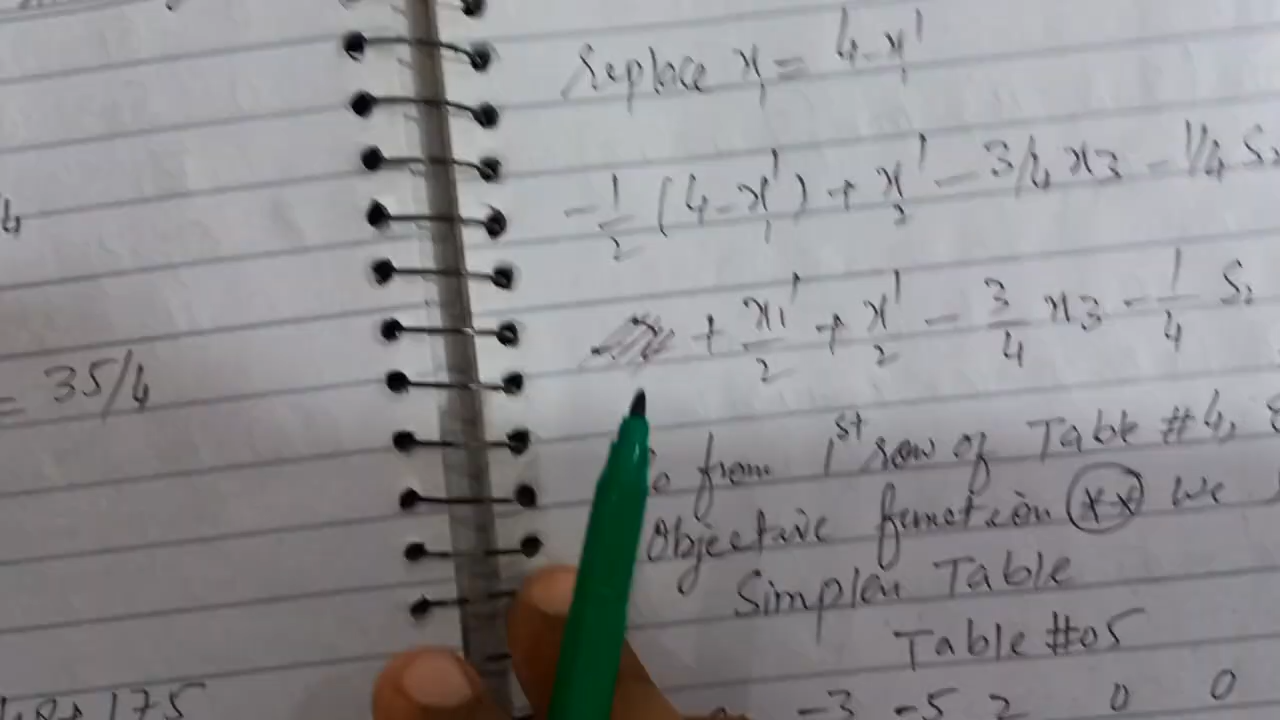 = 35/4
+ 175
Replace x₁ = 4 - x₁'
-1/2 (4 - x₁') + x₂' - 3/4 x3 - 1/4 S
+ x₁'/2 + x₂' - 3/4 x3 - 1/4 S
from 1st row of Table #4,
Objective function (**) We
Simplex Table
Table #05
-3 -5 2 0 0